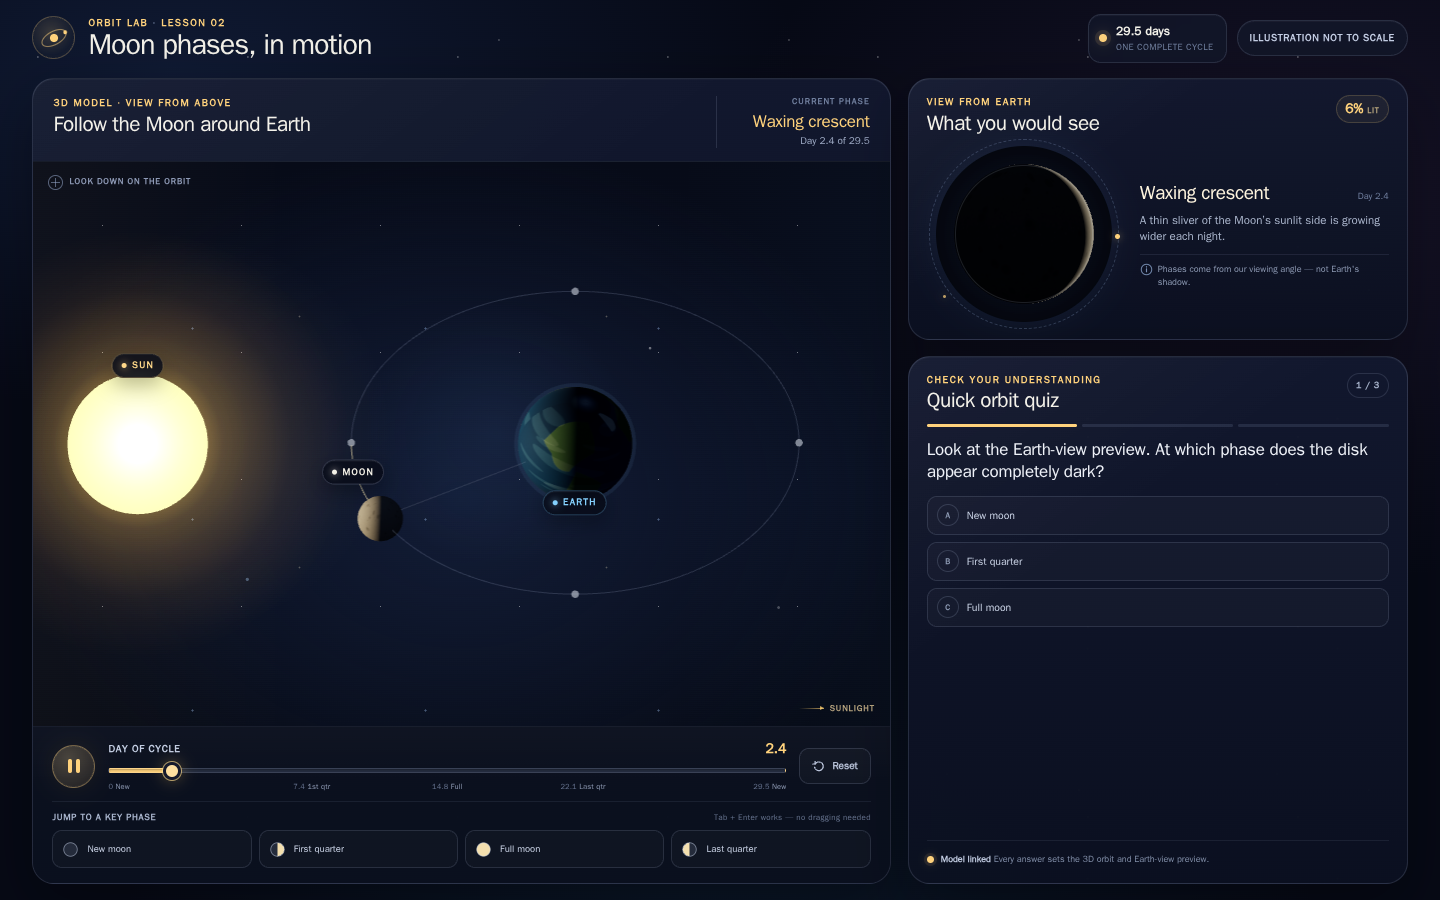 ORBIT LAB · LESSON 02
Moon phases, in motion
29.5 days
ONE COMPLETE CYCLE
ILLUSTRATION NOT TO SCALE
3D MODEL · VIEW FROM ABOVE
Follow the Moon around Earth
CURRENT PHASE
Waxing crescent
Day 2.4 of 29.5
LOOK DOWN ON THE ORBIT
SUN
MOON
EARTH
SUNLIGHT
DAY OF CYCLE
2.4
0 New
7.4 1st qtr
14.8 Full
22.1 Last qtr
29.5 New
Reset
JUMP TO A KEY PHASE
Tab + Enter works — no dragging needed
New moon
First quarter
Full moon
Last quarter
VIEW FROM EARTH
What you would see
6% LIT
Waxing crescent
Day 2.4
A thin sliver of the Moon's sunlit side is growing
wider each night.
Phases come from our viewing angle — not Earth's
shadow.
CHECK YOUR UNDERSTANDING
Quick orbit quiz
1 / 3
Look at the Earth-view preview. At which phase does the disk
appear completely dark?
A New moon
B First quarter
C Full moon
Model linked Every answer sets the 3D orbit and Earth-view preview.